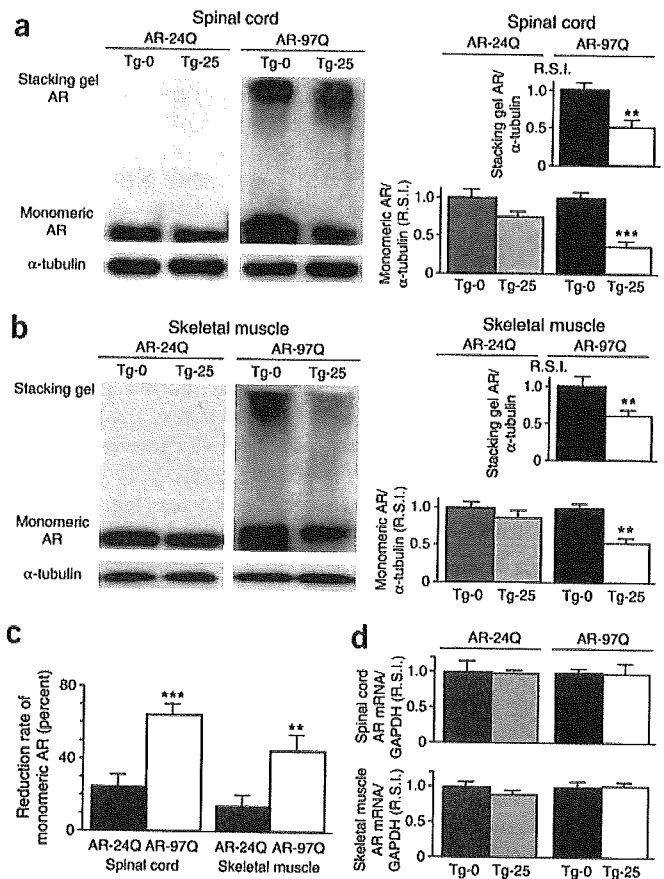 a
Spinal cord
AR-24Q AR-97Q
Tg-0 Tg-25 Tg-0 Tg-25
Stacking gel
AR
Monomeric
AR
α-tubulin
Spinal cord
AR-24Q AR-97Q
R.S.I.
Stacking gel AR/
α-tubulin
1.0
0.5
0
**
Monomeric AR/
α-tubulin (R.S.I.)
1.0
0.5
0
***
Tg-0 Tg-25 Tg-0 Tg-25
b
Skeletal muscle
AR-24Q AR-97Q
Tg-0 Tg-25 Tg-0 Tg-25
Stacking gel
Monomeric
AR
α-tubulin
Skeletal muscle
AR-24Q AR-97Q
R.S.I.
Stacking gel AR/
α-tubulin
1.0
0.5
0
**
Monomeric AR/
α-tubulin (R.S.I.)
1.0
0.5
0
**
Tg-0 Tg-25 Tg-0 Tg-25
c
Reduction rate of
monomeric AR (percent)
80
40
0
***
**
AR-24Q AR-97Q AR-24Q AR-97Q
Spinal cord Skeletal muscle
d
AR-24Q AR-97Q
Spinal cord
AR mRNA/
GAPDH (R.S.I.)
1.0
0.5
0
Skeletal muscle
AR mRNA/
GAPDH (R.S.I.)
1.0
0.5
0
Tg-0 Tg-25 Tg-0 Tg-25